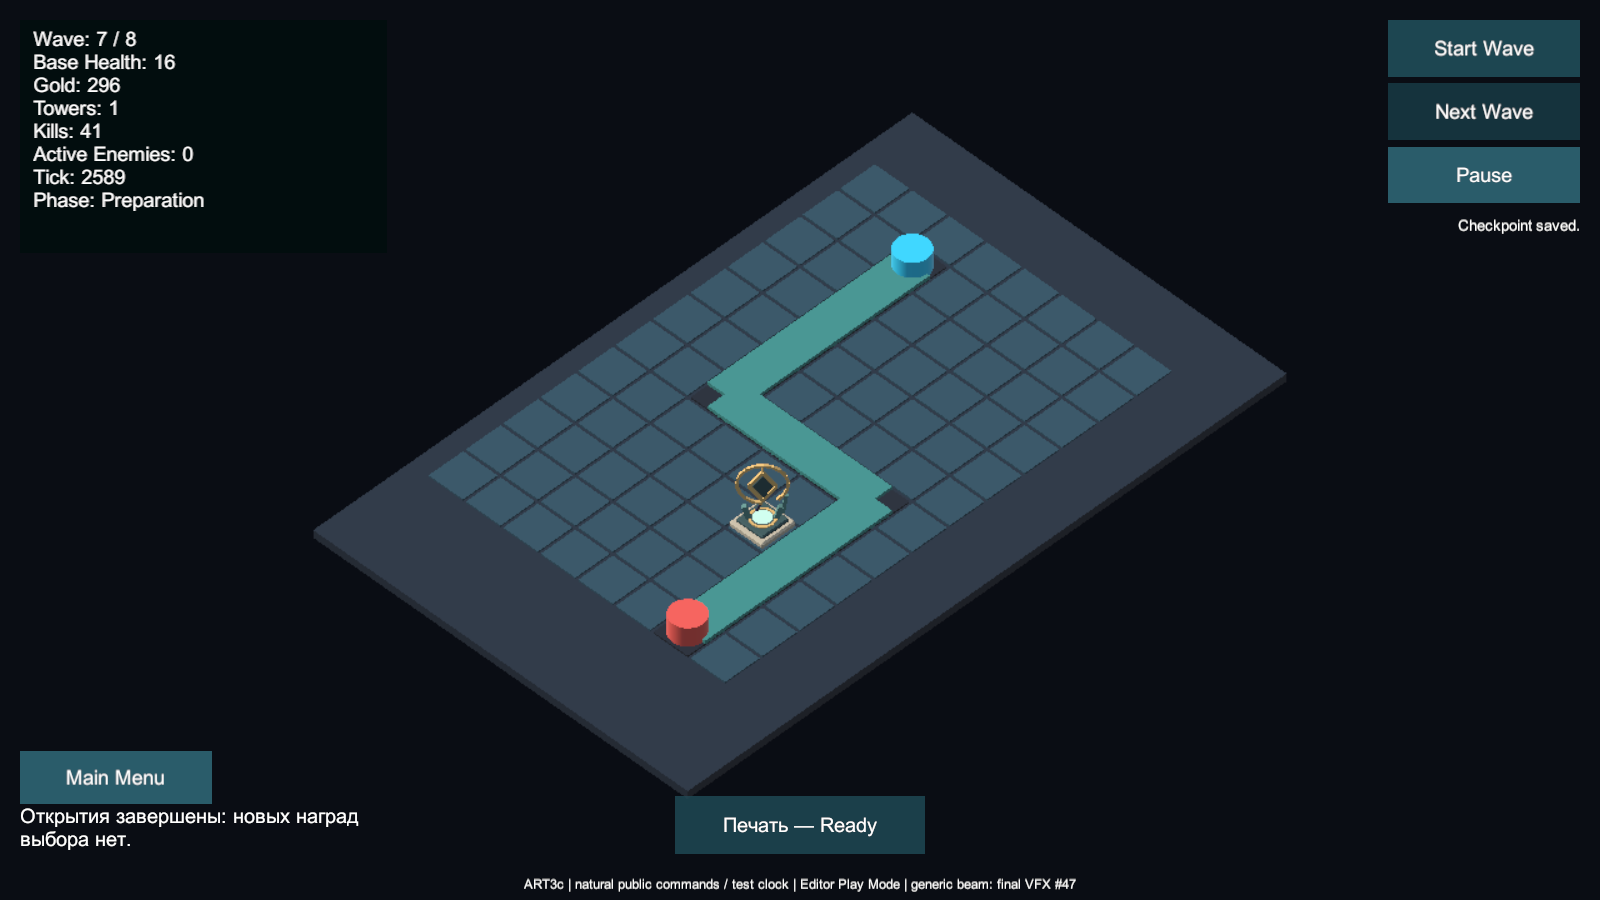 Wave: 7 / 8
Base Health: 16
Gold: 296
Towers: 1
Kills: 41
Active Enemies: 0
Tick: 2589
Phase: Preparation
Start Wave
Next Wave
Pause
Checkpoint saved.
Main Menu
Открытия завершены: новых наград
выбора нет.
Печать — Ready
ART3c | natural public commands / test clock | Editor Play Mode | generic beam: final VFX #47